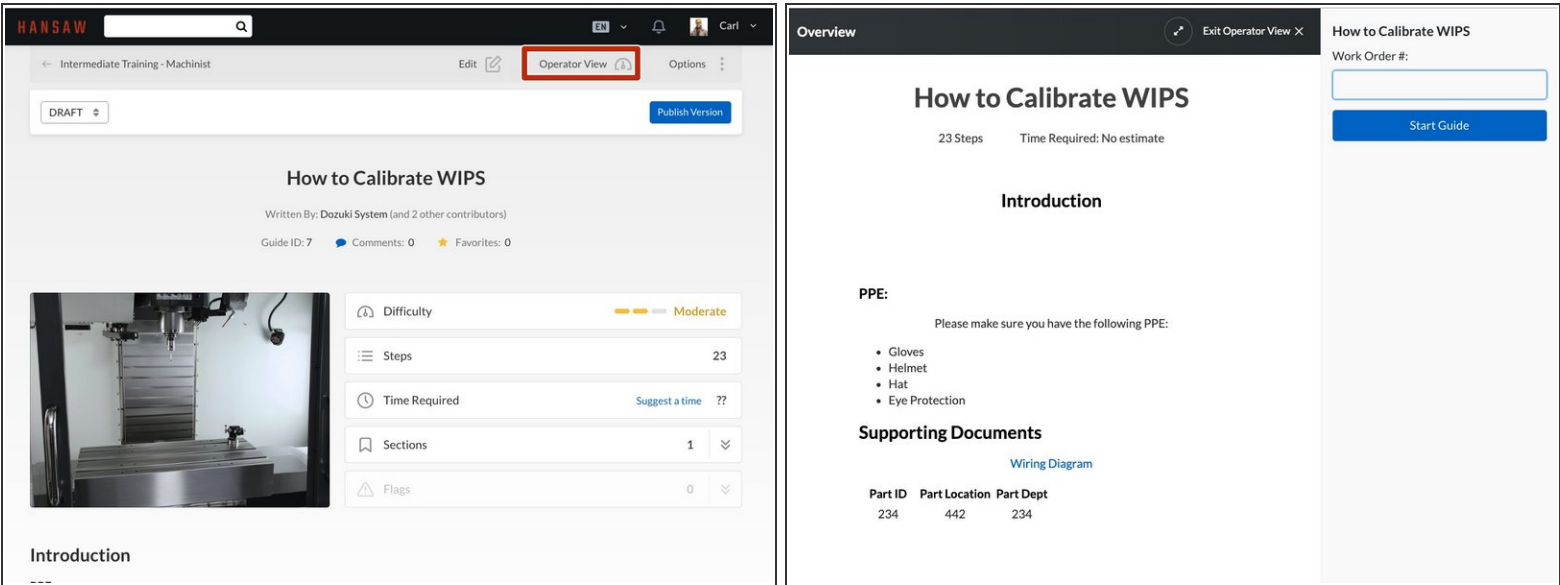 HANSAW
EN
Carl
← Intermediate Training - Machinist
Edit
Operator View
Options
DRAFT
Publish Version
How to Calibrate WIPS
Written By: Dozuki System (and 2 other contributors)
Guide ID: 7 Comments: 0 Favorites: 0
Difficulty Moderate
Steps 23
Time Required Suggest a time ??
Sections 1
Flags 0
Introduction
Overview
Exit Operator View ×
How to Calibrate WIPS
23 Steps Time Required: No estimate
Introduction
PPE:
Please make sure you have the following PPE:
• Gloves
• Helmet
• Hat
• Eye Protection
Supporting Documents
Wiring Diagram
Part ID Part Location Part Dept
234 442 234
How to Calibrate WIPS
Work Order #:
Start Guide